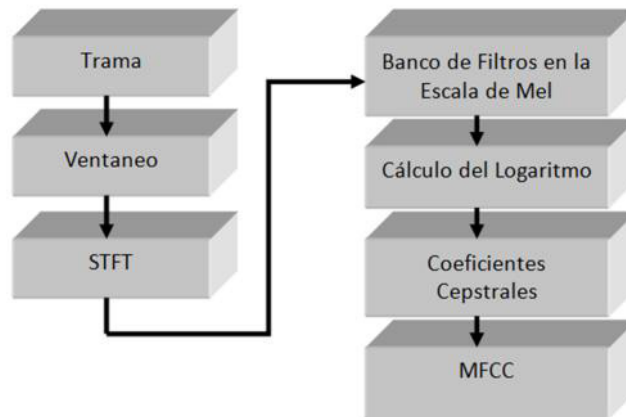 Trama
Ventaneo
STFT
Banco de Filtros en la
Escala de Mel
Cálculo del Logaritmo
Coeficientes
Cepstrales
MFCC